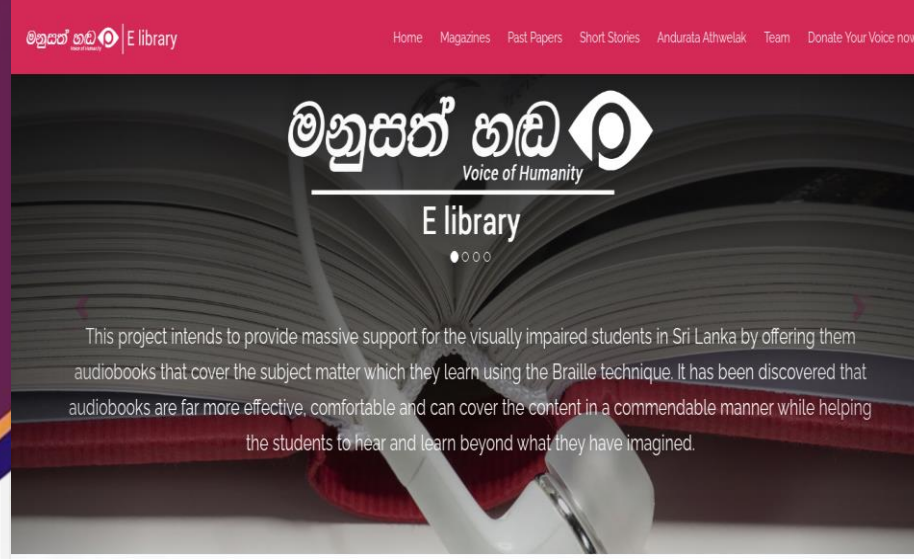 මනුසත් හඬ Voice of Humanity E library
Home Magazines Past Papers Short Stories Andurata Athwelak Team Donate Your Voice now
මනුසත් හඬ
Voice of Humanity
E library
This project intends to provide massive support for the visually impaired students in Sri Lanka by offering them
audiobooks that cover the subject matter which they learn using the Braille technique. It has been discovered that
audiobooks are far more effective, comfortable and can cover the content in a commendable manner while helping
the students to hear and learn beyond what they have imagined.